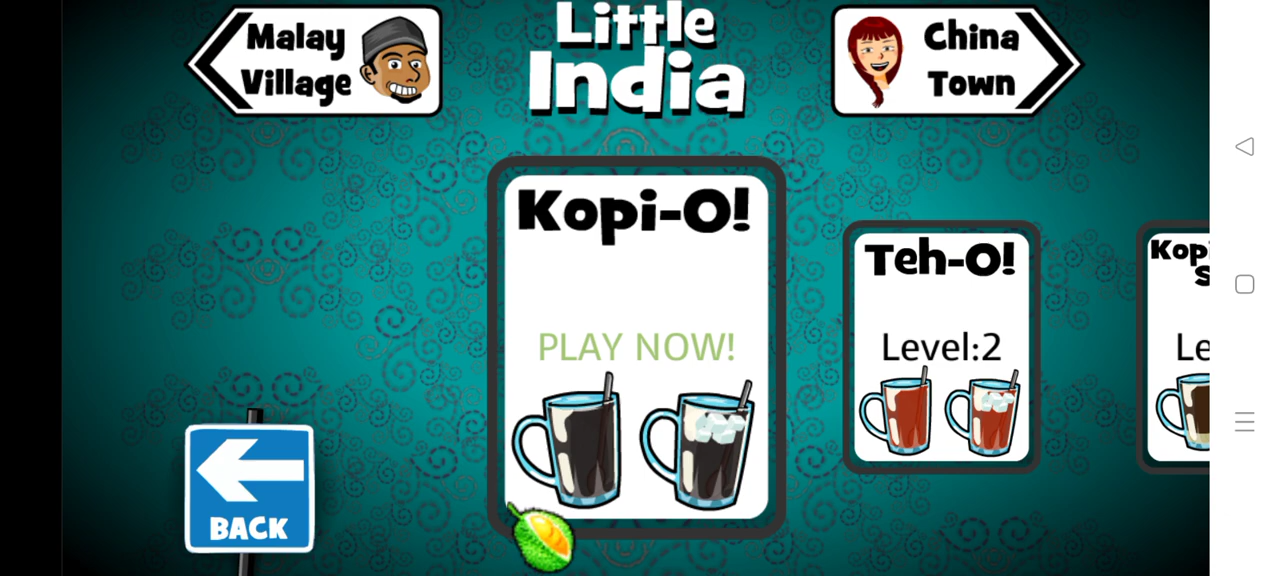 Malay
Village
Little
India
China
Town
Kopi-O!
PLAY NOW!
Teh-O!
Level:2
BACK